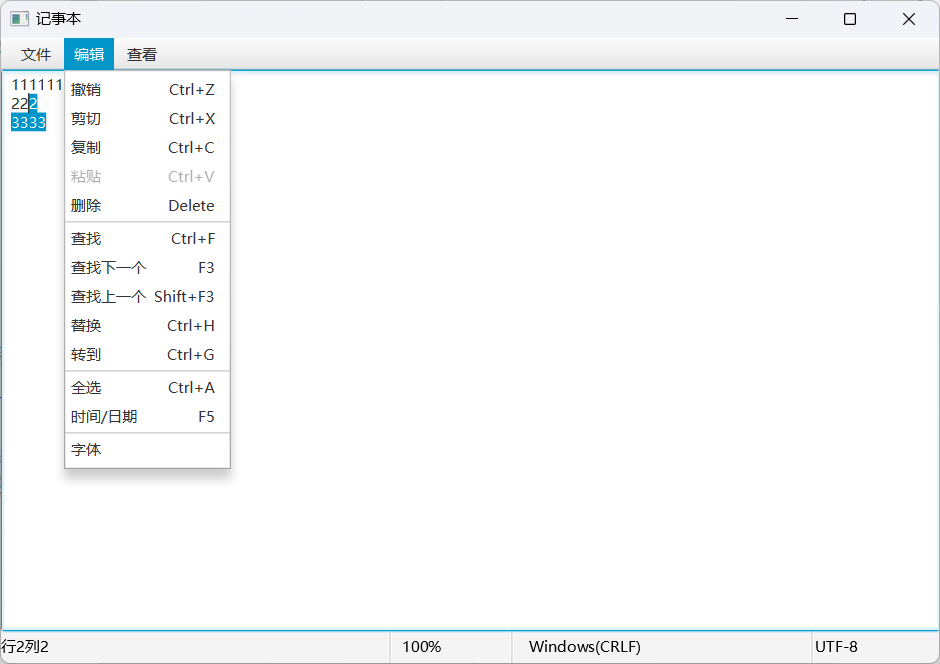 记事本
文件 编辑 查看
111111
222
3333
撤销 Ctrl+Z
剪切 Ctrl+X
复制 Ctrl+C
粘贴 Ctrl+V
删除 Delete
查找 Ctrl+F
查找下一个 F3
查找上一个 Shift+F3
替换 Ctrl+H
转到 Ctrl+G
全选 Ctrl+A
时间/日期 F5
字体
行2列2 100% Windows(CRLF) UTF-8